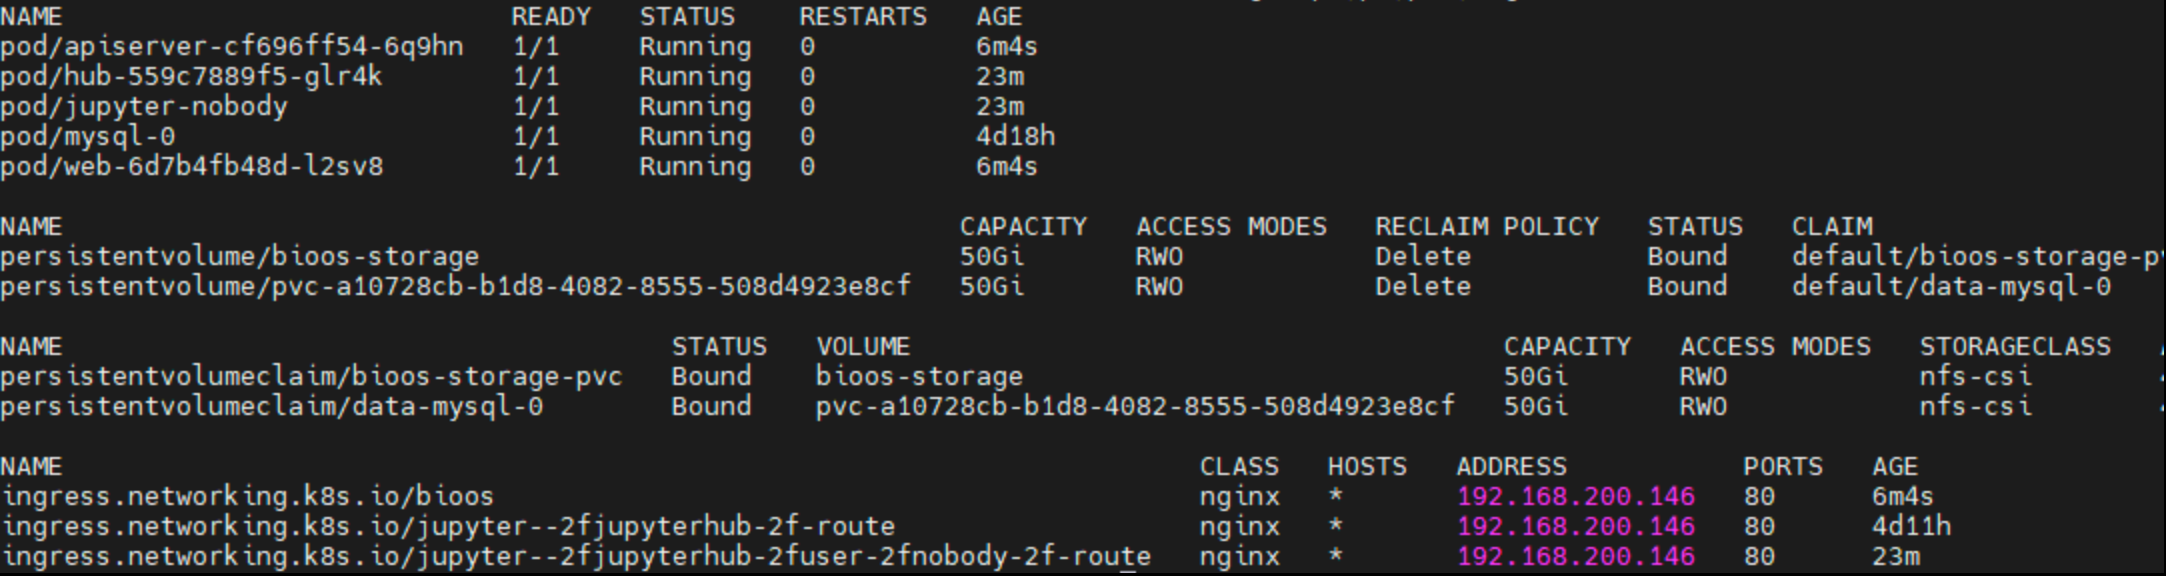 NAME READY STATUS RESTARTS AGE
pod/apiserver-cf696ff54-6q9hn 1/1 Running 0 6m4s
pod/hub-559c7889f5-glr4k 1/1 Running 0 23m
pod/jupyter-nobody 1/1 Running 0 23m
pod/mysql-0 1/1 Running 0 4d18h
pod/web-6d7b4fb48d-l2sv8 1/1 Running 0 6m4s
NAME CAPACITY ACCESS MODES RECLAIM POLICY STATUS CLAIM
persistentvolume/bioos-storage 50Gi RWO Delete Bound default/bioos-storage-p
persistentvolume/pvc-a10728cb-b1d8-4082-8555-508d4923e8cf 50Gi RWO Delete Bound default/data-mysql-0
NAME STATUS VOLUME CAPACITY ACCESS MODES STORAGECLASS
persistentvolumeclaim/bioos-storage-pvc Bound bioos-storage 50Gi RWO nfs-csi
persistentvolumeclaim/data-mysql-0 Bound pvc-a10728cb-b1d8-4082-8555-508d4923e8cf 50Gi RWO nfs-csi
NAME CLASS HOSTS ADDRESS PORTS AGE
ingress.networking.k8s.io/bioos nginx * 192.168.200.146 80 6m4s
ingress.networking.k8s.io/jupyter--2fjupyterhub-2f-route nginx * 192.168.200.146 80 4d11h
ingress.networking.k8s.io/jupyter--2fjupyterhub-2fuser-2fnobody-2f-route nginx * 192.168.200.146 80 23m